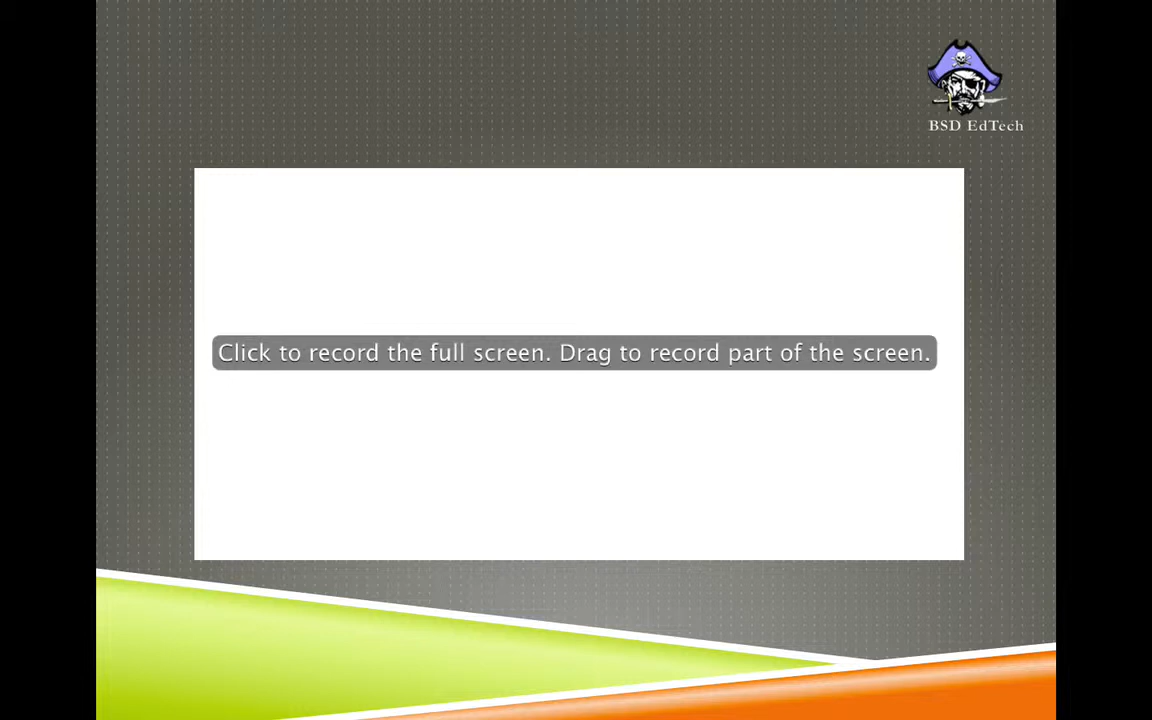 BSD EdTech
Click to record the full screen. Drag to record part of the screen.